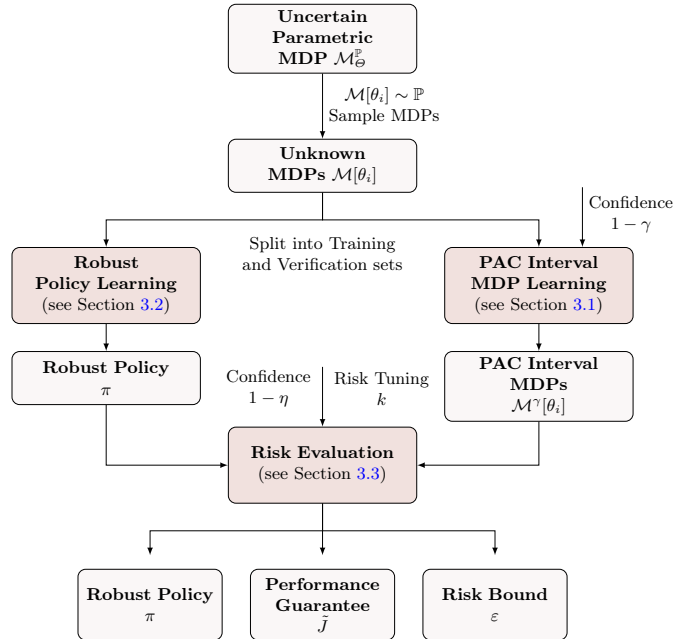 Uncertain
Parametric
MDP $\mathcal{M}_{\Theta}^{\mathbb{P}}$
$\mathcal{M}[\theta_i] \sim \mathbb{P}$
Sample MDPs
Unknown
MDPs $\mathcal{M}[\theta_i]$
Confidence
$1 - \gamma$
Split into Training
and Verification sets
Robust
Policy Learning
(see Section 3.2)
PAC Interval
MDP Learning
(see Section 3.1)
Robust Policy
$\pi$
Confidence
$1 - \eta$
Risk Tuning
$k$
PAC Interval
MDPs
$\mathcal{M}^{\gamma}[\theta_i]$
Risk Evaluation
(see Section 3.3)
Robust Policy
$\pi$
Performance
Guarantee
$\tilde{J}$
Risk Bound
$\varepsilon$